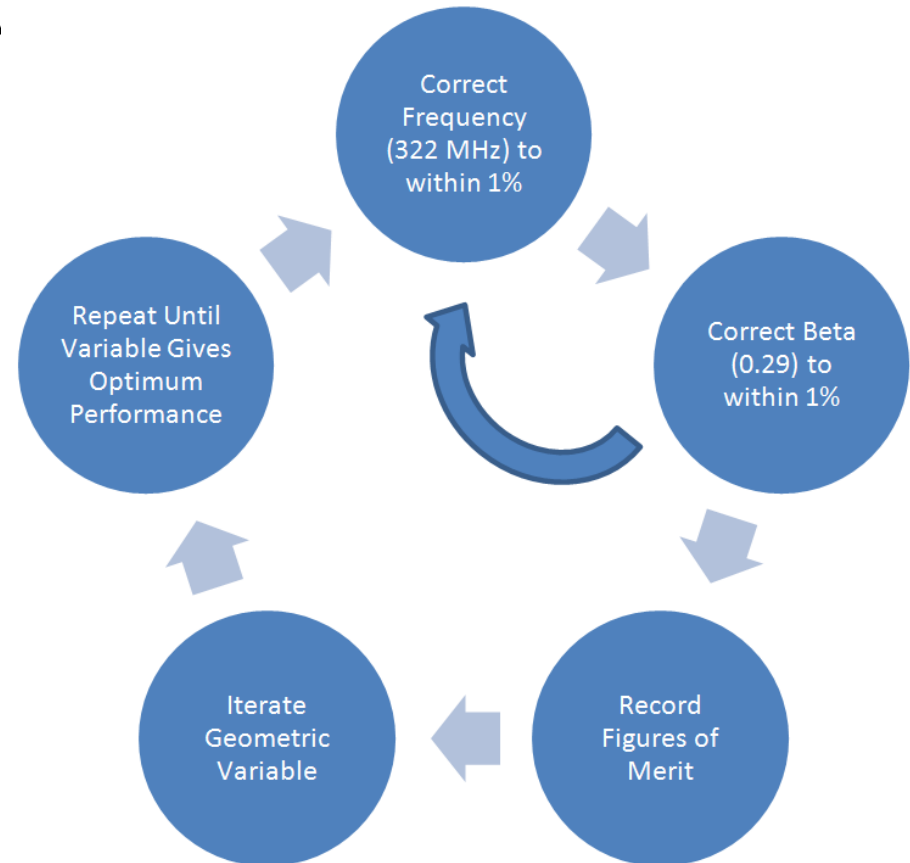 Correct
Frequency
(322 MHz) to
within 1%
Correct Beta
(0.29) to
within 1%
Record
Figures of
Merit
Iterate
Geometric
Variable
Repeat Until
Variable Gives
Optimum
Performance